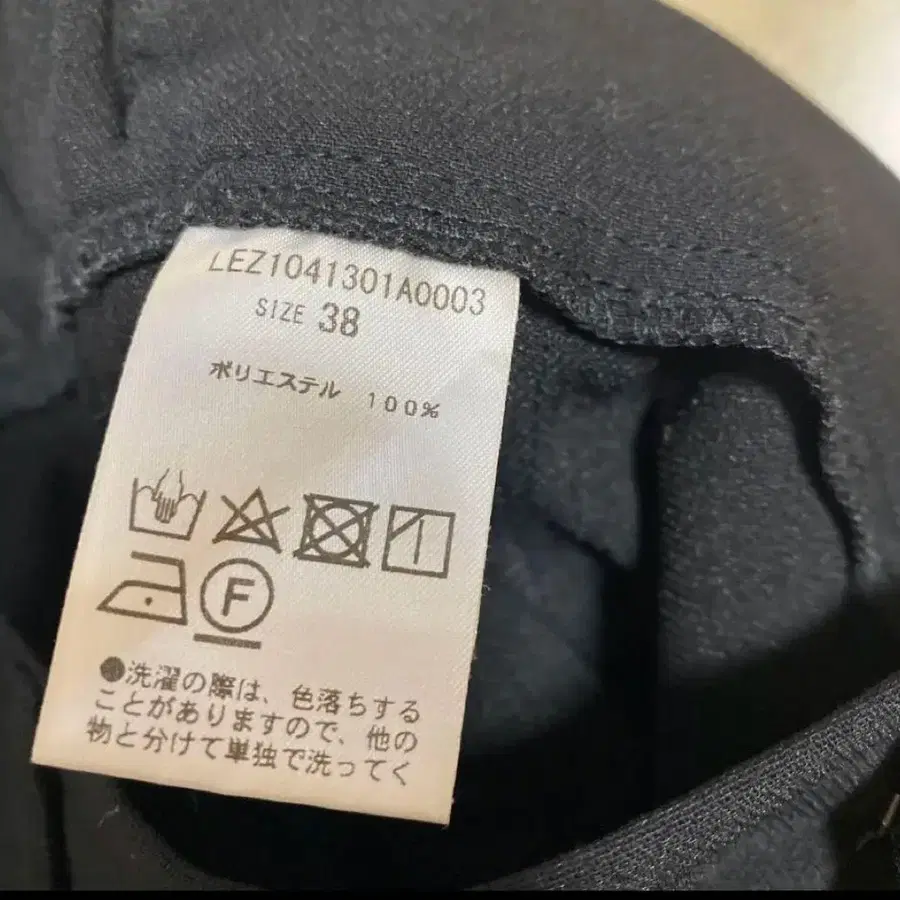 LEZ1041301A0003
SIZE 38
ポリエステル 100%
F
●洗濯の際は、色落ちする
ことがありますので、他の
物と分けて単独で洗ってく